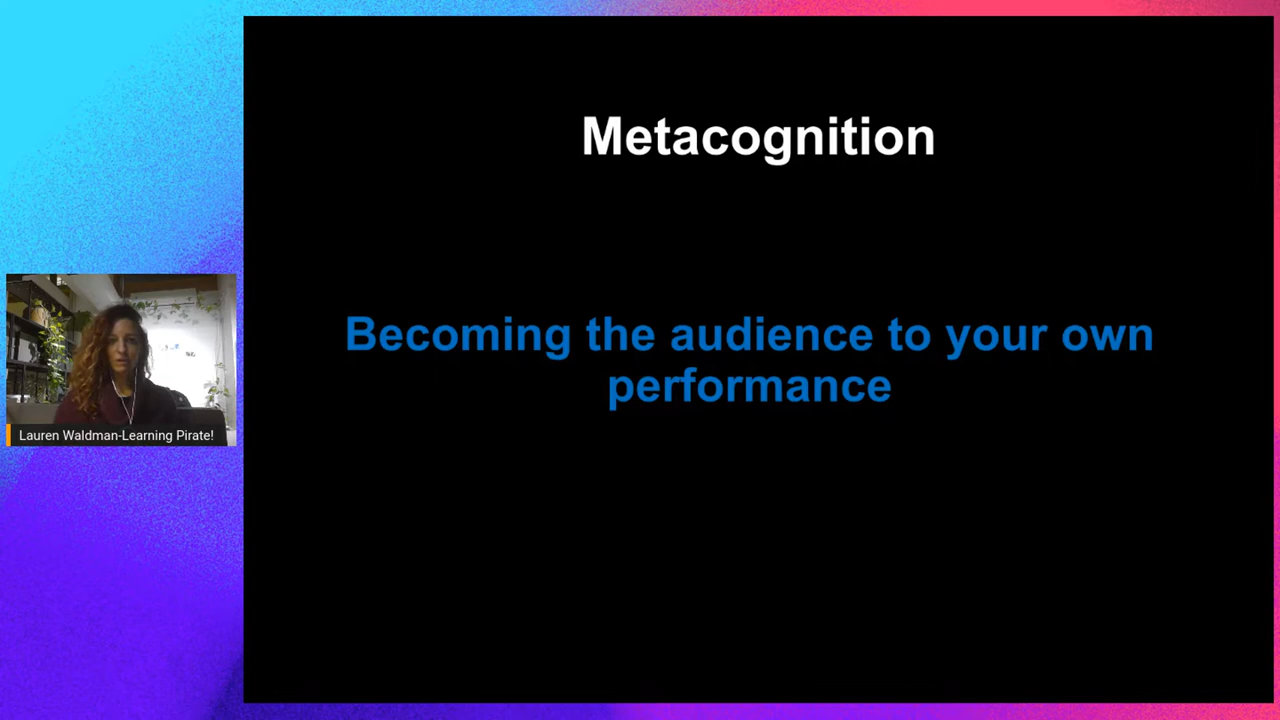 Metacognition
Becoming the audience to your own
performance
Lauren Waldman-Learning Pirate!